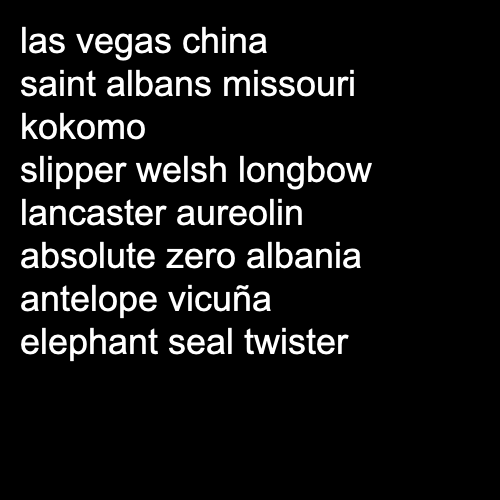 las vegas china
saint albans missouri
kokomo
slipper welsh longbow
lancaster aureolin
absolute zero albania
antelope vicuña
elephant seal twister